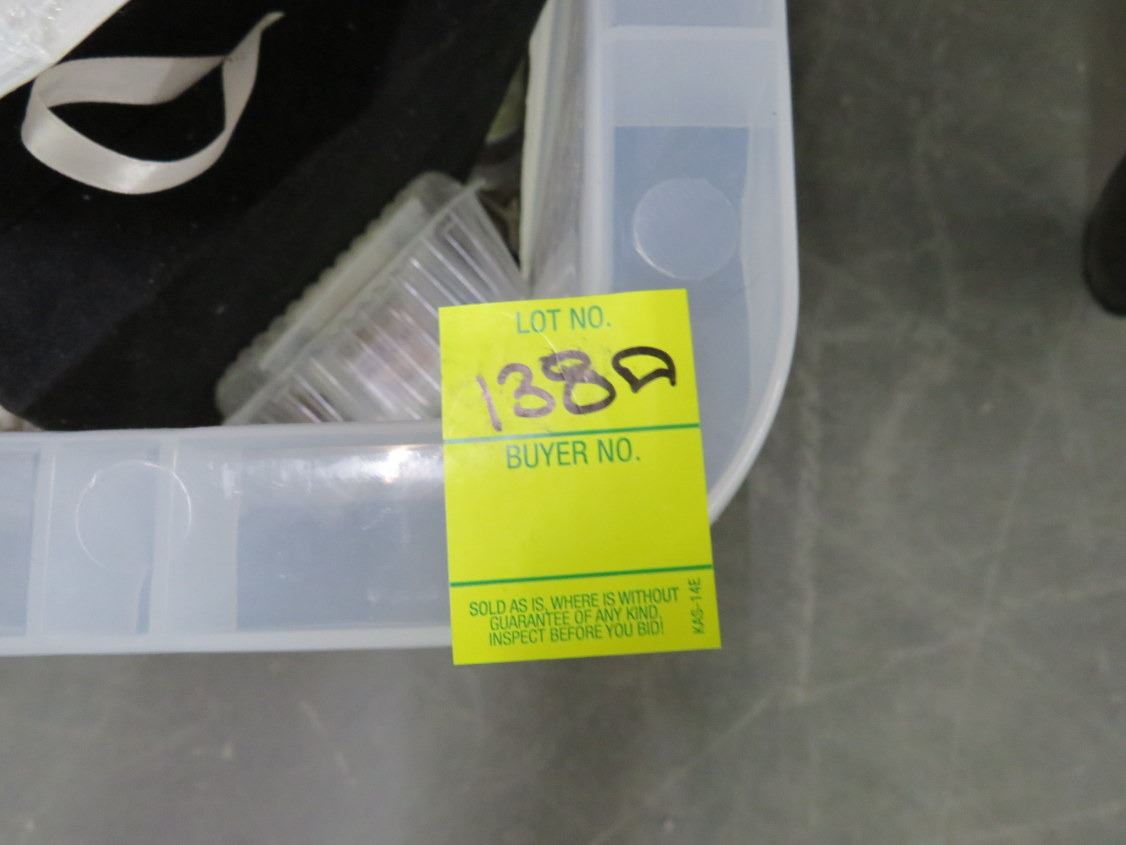 LOT NO.
138D
BUYER NO.
SOLD AS IS, WHERE IS WITHOUT
GUARANTEE OF ANY KIND.
INSPECT BEFORE YOU BID!
KAS-14E